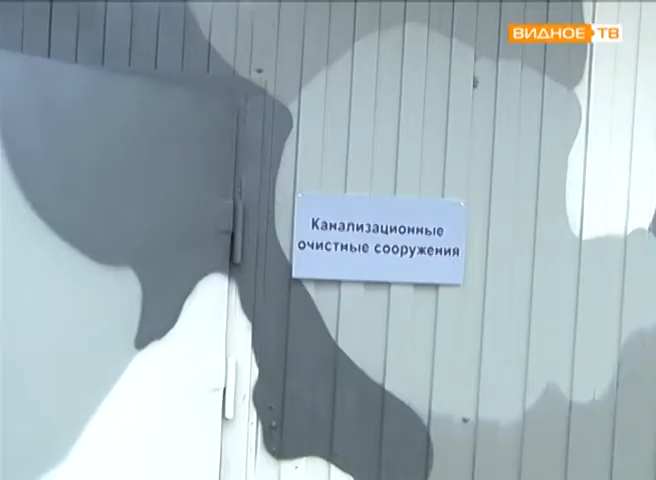 ВИДНОЕ ТВ
Канализационные
очистные сооружения